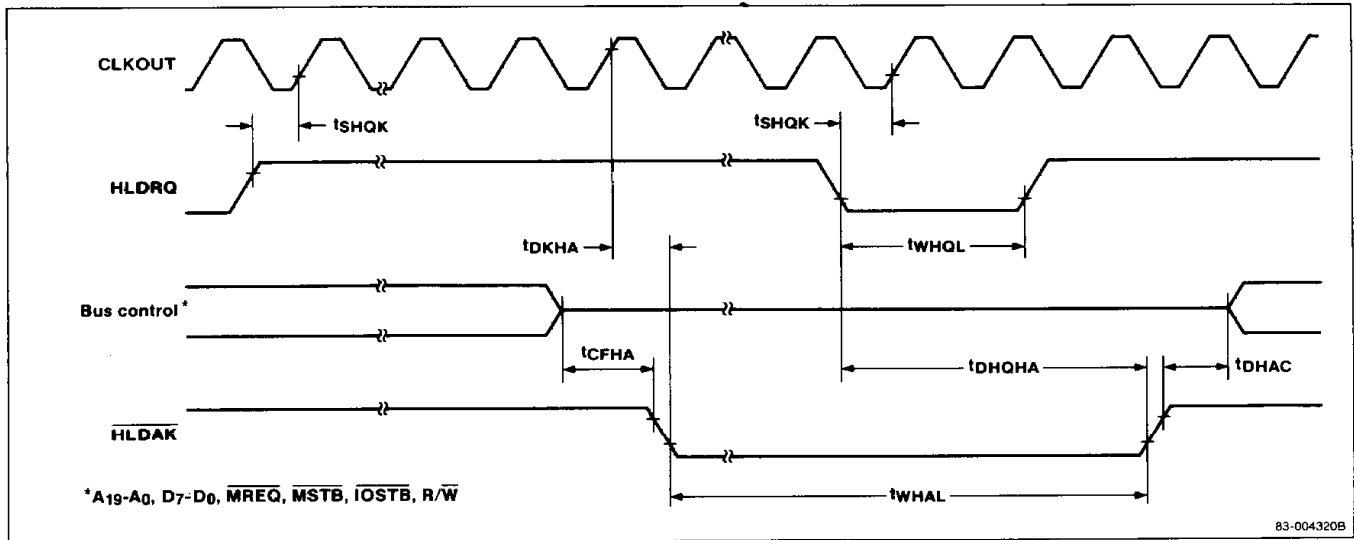 CLKOUT
tSHQK
tSHQK
HLDRQ
tDKHA
tWHQL
Bus control*
tCFHA
tDHQHA
tDHAC
HLDAK
tWHAL
*A19-A0, D7-D0, MREQ, MSTB, IOSTB, R/W
83-004320B